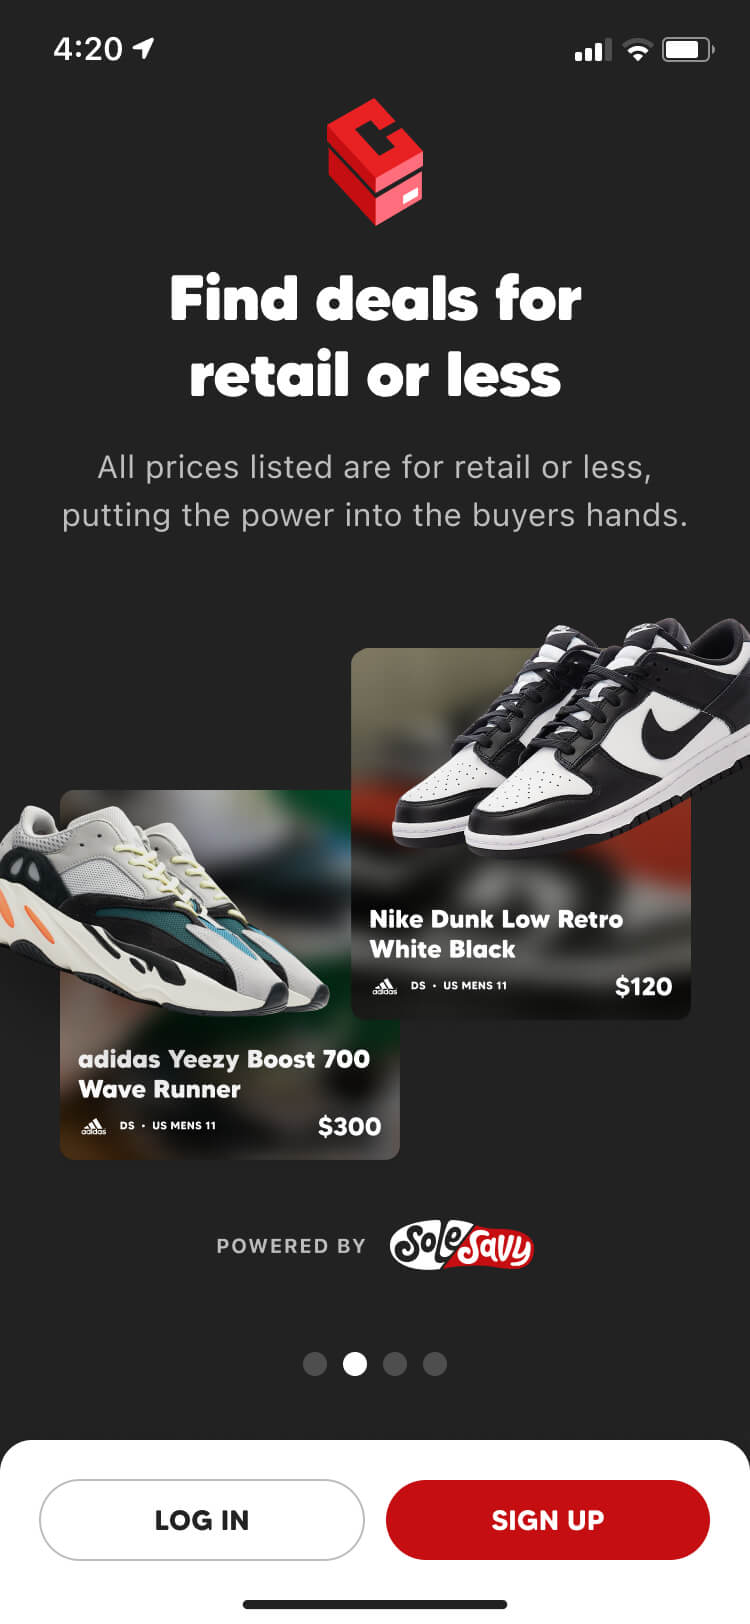 4:20
Find deals for
retail or less
All prices listed are for retail or less,
putting the power into the buyers hands.
Nike Dunk Low Retro
White Black
adidas DS · US MENS 11 $120
adidas Yeezy Boost 700
Wave Runner
adidas DS · US MENS 11 $300
POWERED BY SoleSavy
LOG IN SIGN UP